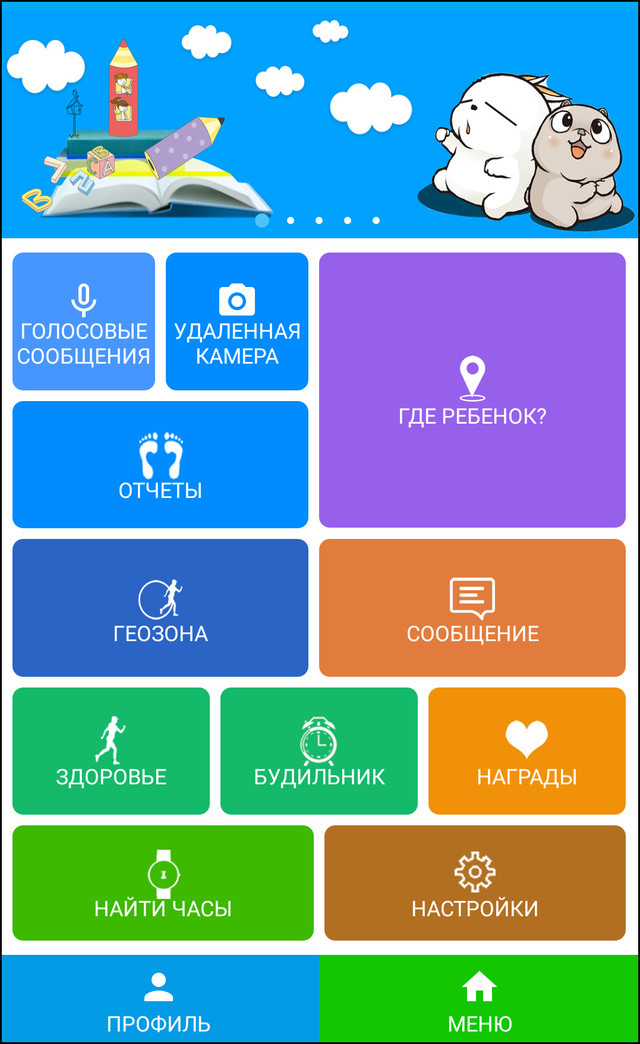 ГОЛОСОВЫЕ
СООБЩЕНИЯ
УДАЛЕННАЯ
КАМЕРА
ГДЕ РЕБЕНОК?
ОТЧЕТЫ
ГЕОЗОНА
СООБЩЕНИЕ
ЗДОРОВЬЕ
БУДИЛЬНИК
НАГРАДЫ
НАЙТИ ЧАСЫ
НАСТРОЙКИ
ПРОФИЛЬ
МЕНЮ